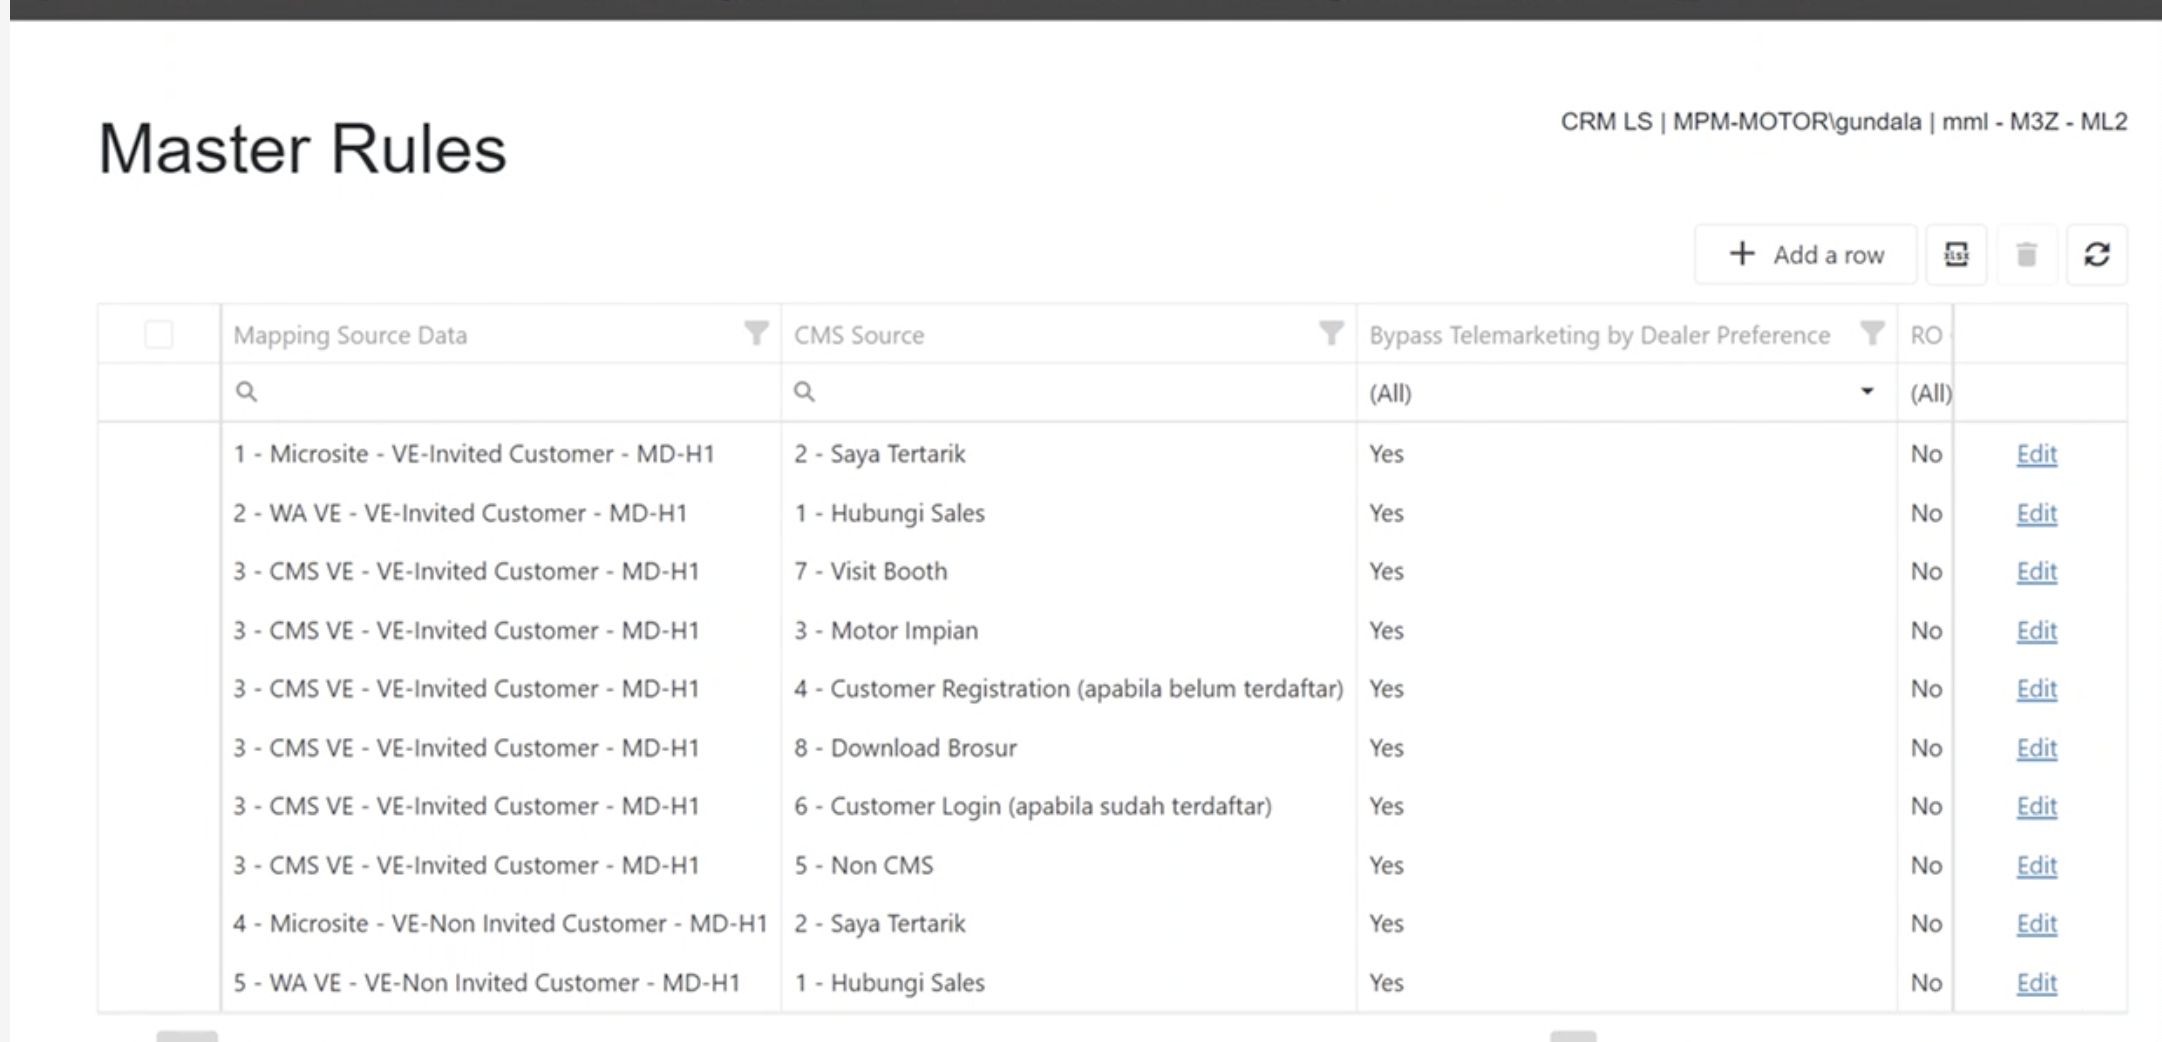 CRM LS | MPM-MOTOR\gundala | mml - M3Z - ML2
Master Rules
Add a row
xlsx
Mapping Source Data CMS Source Bypass Telemarketing by Dealer Preference RO
(All) (All)
1 - Microsite - VE-Invited Customer - MD-H1 2 - Saya Tertarik Yes No Edit
2 - WA VE - VE-Invited Customer - MD-H1 1 - Hubungi Sales Yes No Edit
3 - CMS VE - VE-Invited Customer - MD-H1 7 - Visit Booth Yes No Edit
3 - CMS VE - VE-Invited Customer - MD-H1 3 - Motor Impian Yes No Edit
3 - CMS VE - VE-Invited Customer - MD-H1 4 - Customer Registration (apabila belum terdaftar) Yes No Edit
3 - CMS VE - VE-Invited Customer - MD-H1 8 - Download Brosur Yes No Edit
3 - CMS VE - VE-Invited Customer - MD-H1 6 - Customer Login (apabila sudah terdaftar) Yes No Edit
3 - CMS VE - VE-Invited Customer - MD-H1 5 - Non CMS Yes No Edit
4 - Microsite - VE-Non Invited Customer - MD-H1 2 - Saya Tertarik Yes No Edit
5 - WA VE - VE-Non Invited Customer - MD-H1 1 - Hubungi Sales Yes No Edit